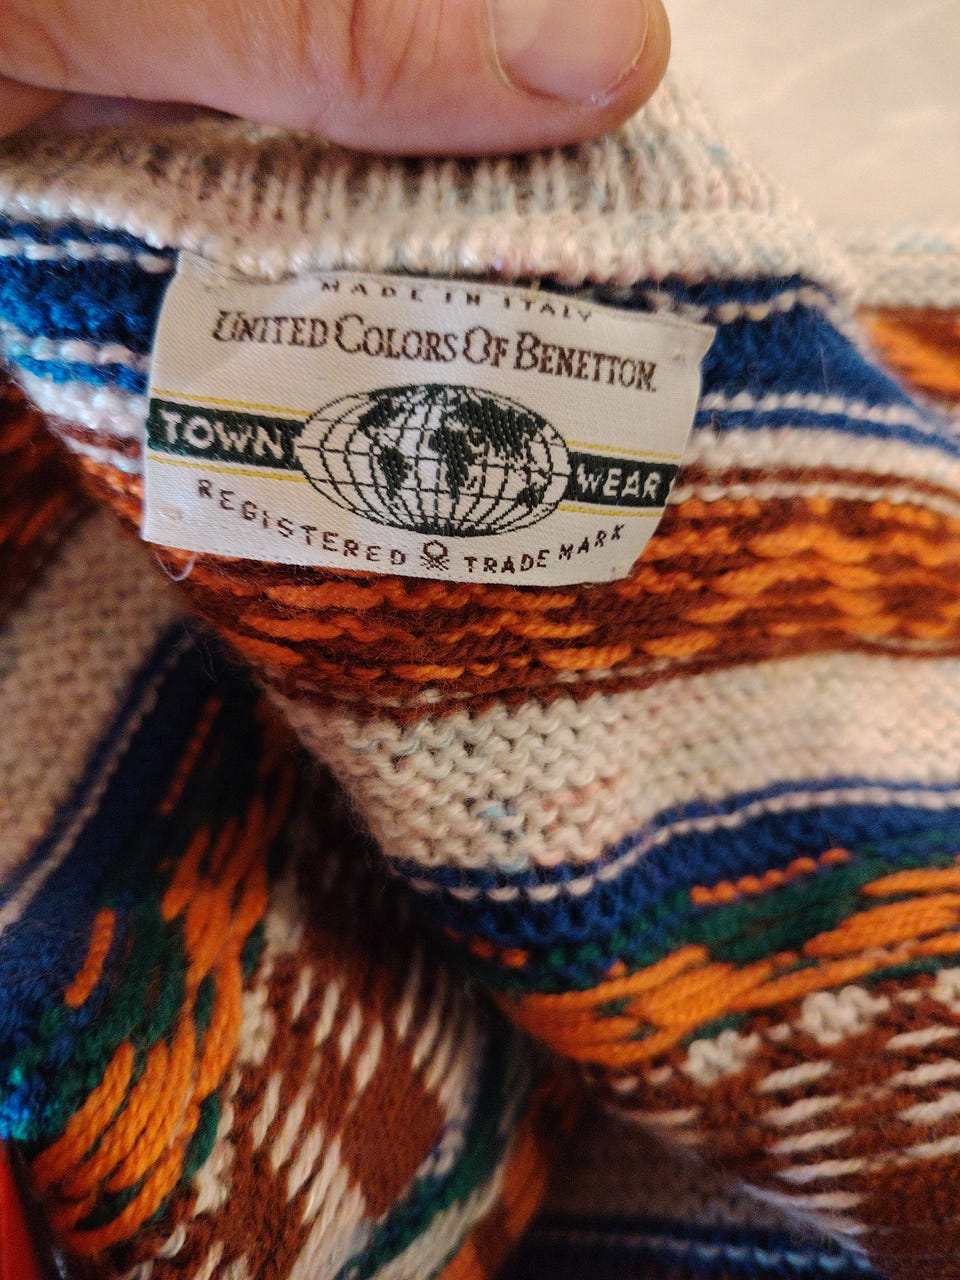 MADE IN ITALY
UNITED COLORS OF BENETTON.
TOWN WEAR
REGISTERED TRADE MARK